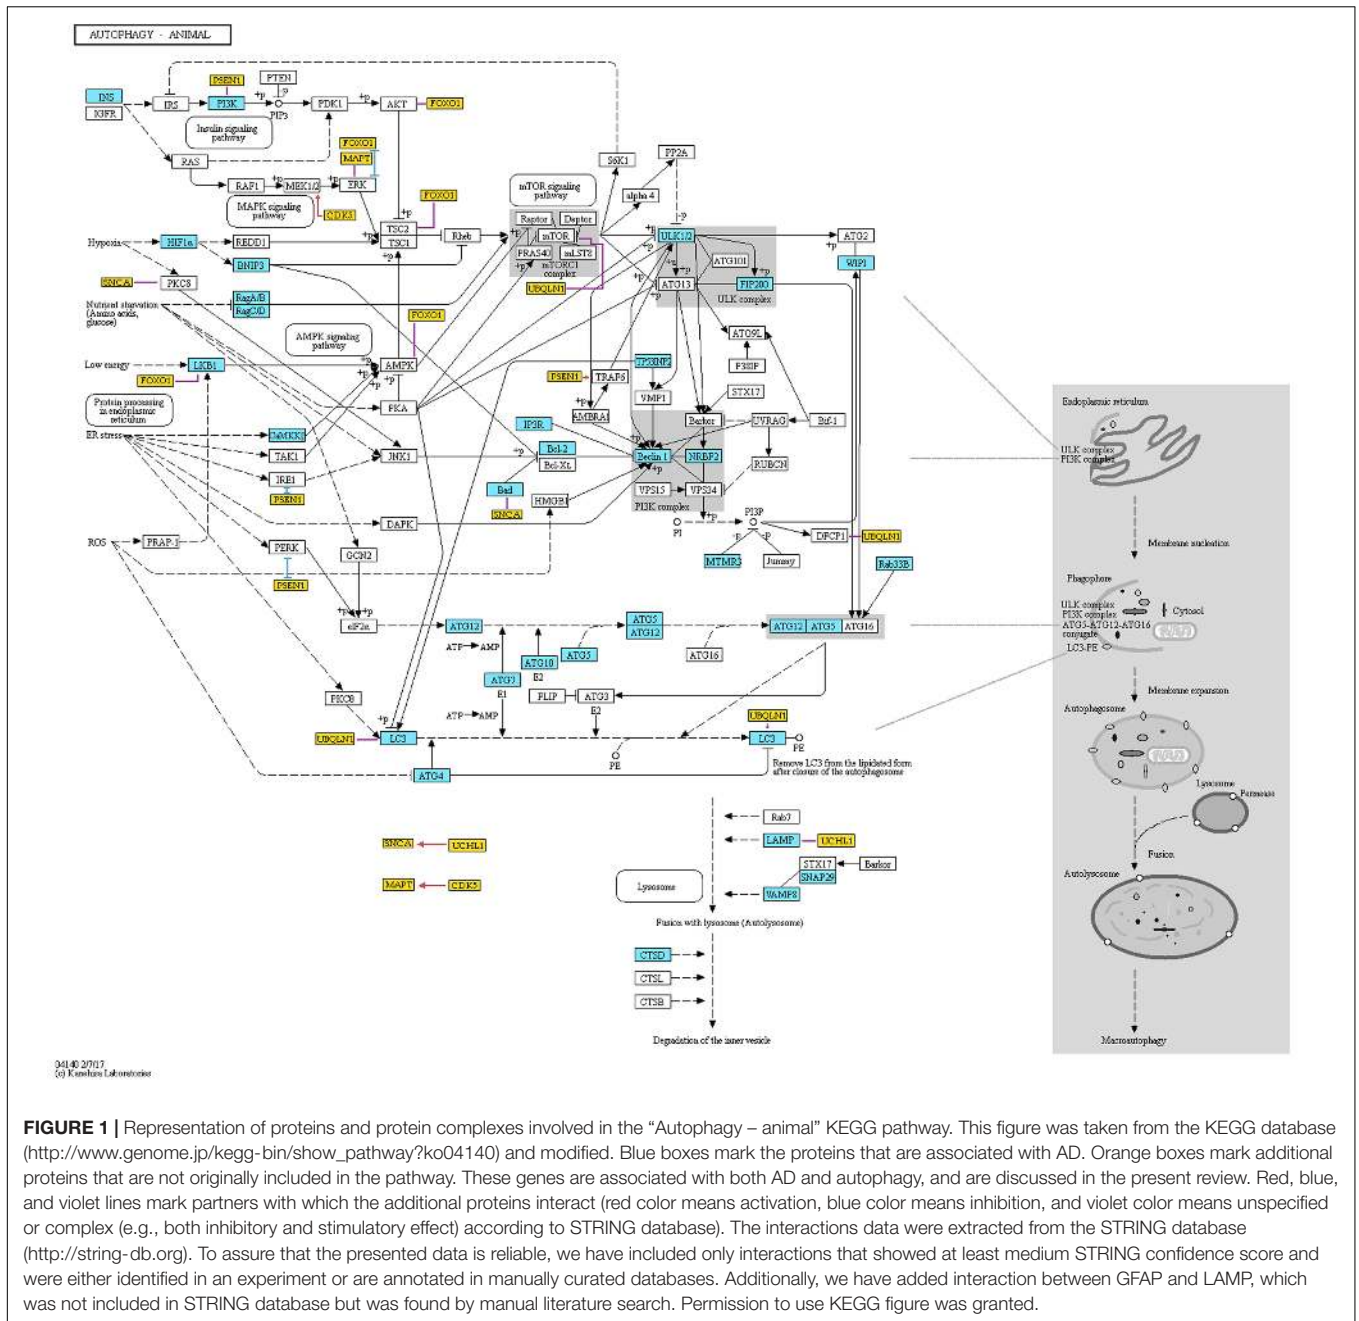 AUTOPHAGY - ANIMAL
PSEN1
PTEN
INS
IGFR
IRS
PI3K
+p
-p
PIP3
PDK1
+p
AKT
FOXO1
Insulin signaling
pathway
RAS
FOXO1
MAPT
S6K1
PP2A
RAF1
+p
MEK1/2
+p
ERK
MAPK signaling
pathway
CDK5
FOXO1
mTOR signaling
pathway
alpha 4
-p
+p
TSC2
TSC1
+p
Rheb
Raptor
Deptor
mTOR
PRAS40
mLST8
mTORC1
complex
UBQLN1
+p
ULK1/2
ATG101
ATG13
FIP200
+p
ULK complex
ATG2
+p
WIPI
Hypoxia
HIF1α
REDD1
BNIP3
SNCA
PKCδ
Nutrient starvation
(Amino acids,
glucose)
RagA/B
RagC/D
FOXO1
AMPK signaling
pathway
ATG9L
P38IP
Low energy
LKB1
+p
AMPK
FOXO1
TP53INP2
PSEN1
TRAF6
VMP1
STX17
Protein processing
in endoplasmic
reticulum
PKA
AMBRA1
Barkor
UVRAG
Bif-1
ER stress
CaMKKβ
TAK1
JNK1
IP3R
+p
Bcl-2
Bcl-XL
+p
Beclin 1
+p
NRBF2
RUBCN
IRE1
PSEN1
Bad
SNCA
HMGB1
VPS15
VPS34
PI3K complex
DAPK
+p
PI
PI3P
DFCP1
UBQLN1
ROS
PRAP-1
PERK
GCN2
PSEN1
-p
-p
MTMR3
Jummy
Rab33B
+p
+p
eIF2α
ATG12
ATG5
ATG12
ATG12
ATG5
ATG16
ATP
AMP
ATG10
E2
ATG5
ATG16
ATG7
E1
PKCδ
FLIP
ATG3
E2
ATP
AMP
UBQLN1
+p
LC3
UBQLN1
LC3
PE
PE
ATG4
Remove LC3 from the lipidated form
after closure of the autophagosome
Rab7
SNCA
UCHL1
LAMP
UCHL1
STX17
SNAP29
Barkor
MAPT
CDK5
Lysosome
VAMP8
Fusion with lysosome (Autolysosome)
CTSD
CTSL
CTSB
Degradation of the inner vesicle
Endoplasmic reticulum
ULK complex
PI3K complex
Membrane nucleation
Phagophore
ULK complex
PI3K complex
ATG5-ATG12-ATG16
conjugate
LC3-PE
Cytosol
Membrane expansion
Autophagosome
Lysosome
Permease
Fusion
Autolysosome
Macroautophagy
04140 2/7/17
(c) Kanehisa Laboratories
FIGURE 1 | Representation of proteins and protein complexes involved in the “Autophagy – animal” KEGG pathway. This figure was taken from the KEGG database
(http://www.genome.jp/kegg-bin/show_pathway?ko04140) and modified. Blue boxes mark the proteins that are associated with AD. Orange boxes mark additional
proteins that are not originally included in the pathway. These genes are associated with both AD and autophagy, and are discussed in the present review. Red, blue,
and violet lines mark partners with which the additional proteins interact (red color means activation, blue color means inhibition, and violet color means unspecified
or complex (e.g., both inhibitory and stimulatory effect) according to STRING database). The interactions data were extracted from the STRING database
(http://string-db.org). To assure that the presented data is reliable, we have included only interactions that showed at least medium STRING confidence score and
were either identified in an experiment or are annotated in manually curated databases. Additionally, we have added interaction between GFAP and LAMP, which
was not included in STRING database but was found by manual literature search. Permission to use KEGG figure was granted.